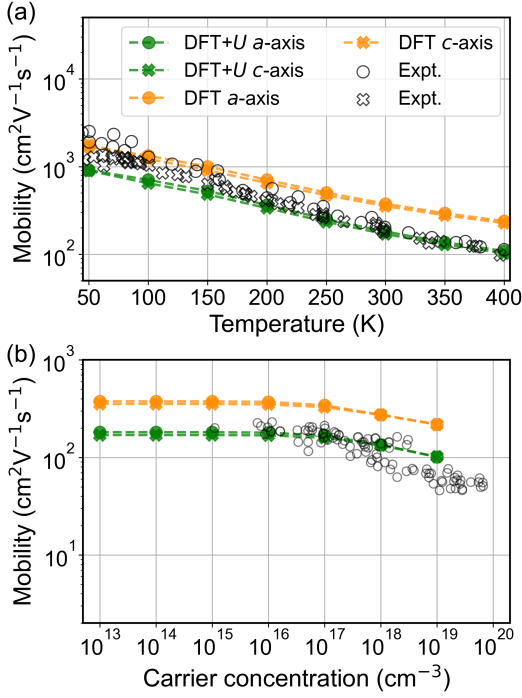 (a)
Mobility (cm²V⁻¹s⁻¹)
10⁴
10³
10²
DFT+U a-axis
DFT+U c-axis
DFT a-axis
DFT c-axis
Expt.
Expt.
50 100 150 200 250 300 350 400
Temperature (K)
(b)
Mobility (cm²V⁻¹s⁻¹)
10³
10²
10¹
10¹³ 10¹⁴ 10¹⁵ 10¹⁶ 10¹⁷ 10¹⁸ 10¹⁹ 10²⁰
Carrier concentration (cm⁻³)